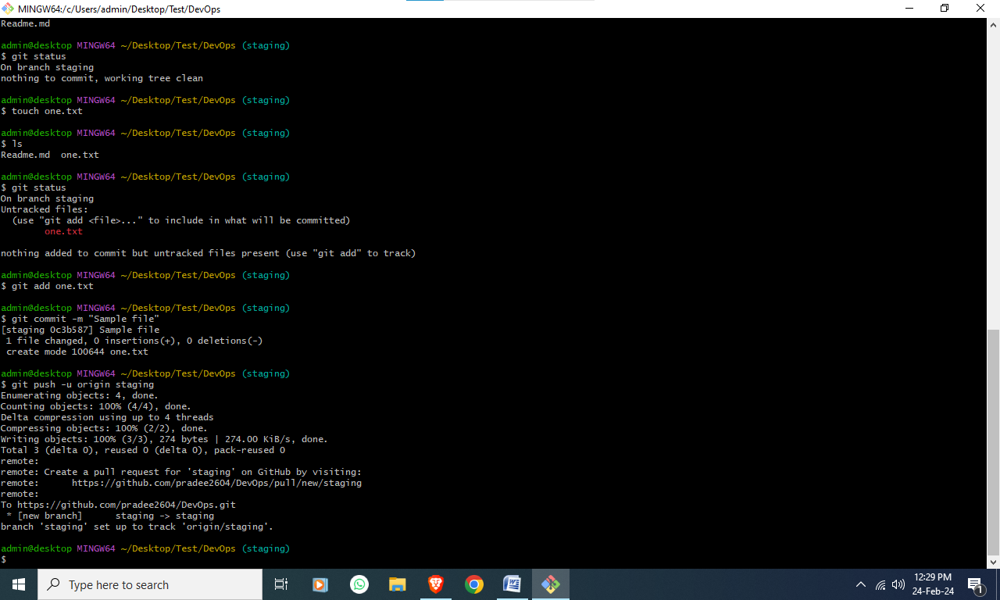 MINGW64:/c/Users/admin/Desktop/Test/DevOps
Readme.md
admin@desktop MINGW64 ~/Desktop/Test/DevOps (staging)
$ git status
On branch staging
nothing to commit, working tree clean
admin@desktop MINGW64 ~/Desktop/Test/DevOps (staging)
$ touch one.txt
admin@desktop MINGW64 ~/Desktop/Test/DevOps (staging)
$ ls
Readme.md  one.txt
admin@desktop MINGW64 ~/Desktop/Test/DevOps (staging)
$ git status
On branch staging
Untracked files:
  (use "git add <file>..." to include in what will be committed)
        one.txt
nothing added to commit but untracked files present (use "git add" to track)
admin@desktop MINGW64 ~/Desktop/Test/DevOps (staging)
$ git add one.txt
admin@desktop MINGW64 ~/Desktop/Test/DevOps (staging)
$ git commit -m "Sample file"
[staging 0c3b587] Sample file
 1 file changed, 0 insertions(+), 0 deletions(-)
 create mode 100644 one.txt
admin@desktop MINGW64 ~/Desktop/Test/DevOps (staging)
$ git push -u origin staging
Enumerating objects: 4, done.
Counting objects: 100% (4/4), done.
Delta compression using up to 4 threads
Compressing objects: 100% (2/2), done.
Writing objects: 100% (3/3), 274 bytes | 274.00 KiB/s, done.
Total 3 (delta 0), reused 0 (delta 0), pack-reused 0
remote:
remote: Create a pull request for 'staging' on GitHub by visiting:
remote:      https://github.com/pradee2604/DevOps/pull/new/staging
remote:
To https://github.com/pradee2604/DevOps.git
 * [new branch]      staging -> staging
branch 'staging' set up to track 'origin/staging'.
admin@desktop MINGW64 ~/Desktop/Test/DevOps (staging)
$
Type here to search
12:29 PM
24-Feb-24
1